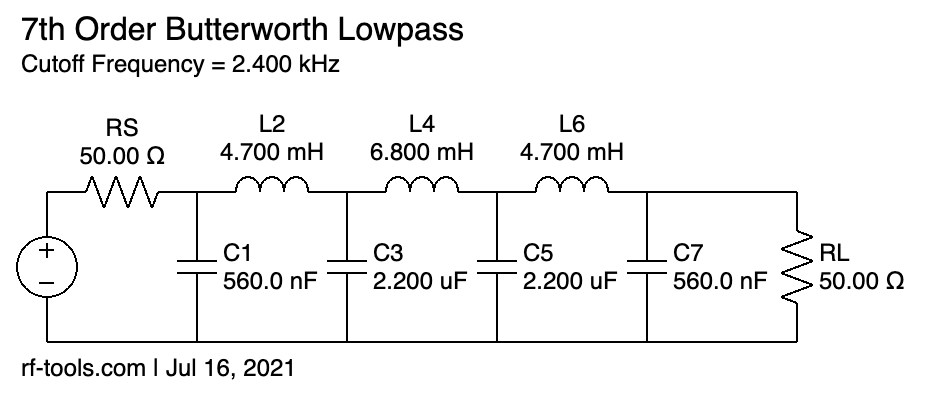 7th Order Butterworth Lowpass
Cutoff Frequency = 2.400 kHz
RS
50.00 Ω
L2
4.700 mH
L4
6.800 mH
L6
4.700 mH
+
C1
560.0 nF
C3
2.200 uF
C5
2.200 uF
C7
560.0 nF
RL
50.00 Ω
rf-tools.com | Jul 16, 2021